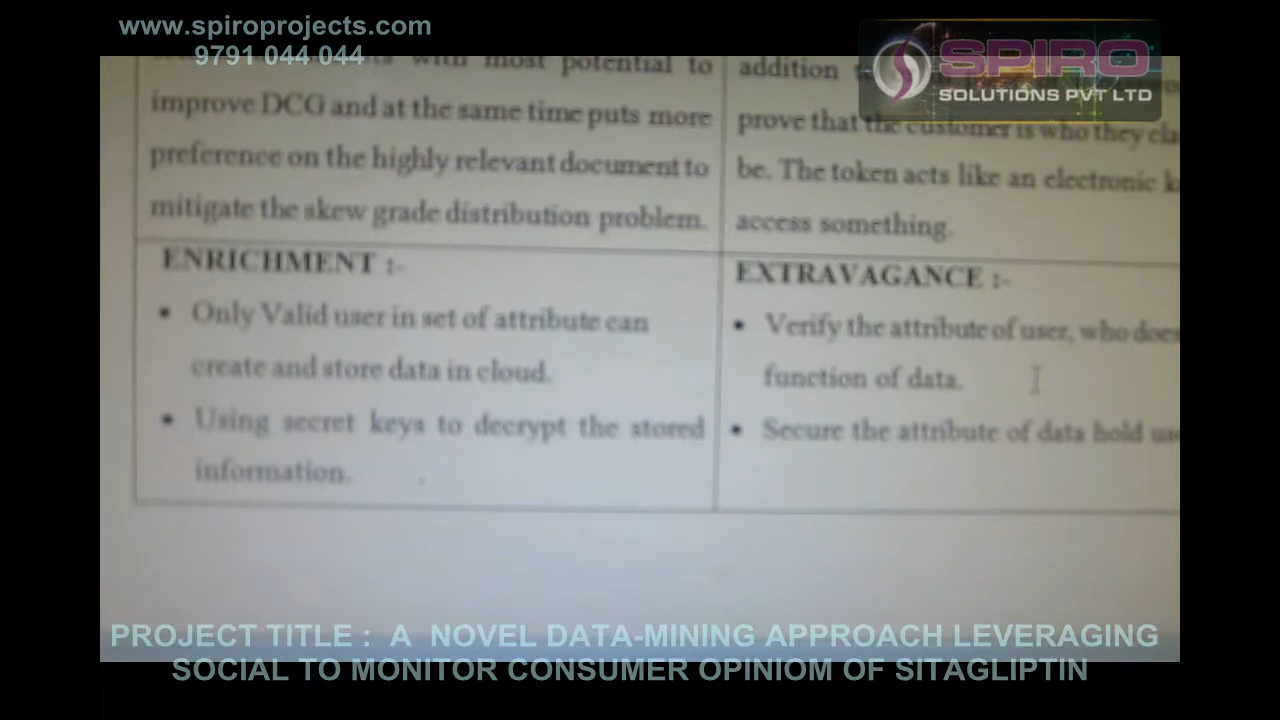 www.spiroprojects.com
9791 044 044
SPIRO
SOLUTIONS PVT LTD
with most potential to
improve DCG and at the same time puts more
preference on the highly relevant document to
mitigate the skew grade distribution problem.
addition
prove that the customer is who they
be. The token acts like an electronic
access something.
ENRICHMENT :-
• Only Valid user in set of attribute can
create and store data in cloud.
• Using secret keys to decrypt the stored
information.
EXTRAVAGANCE :-
• Verify the attribute of user, who does
function of data.
• Secure the attribute of data hold
PROJECT TITLE : A NOVEL DATA-MINING APPROACH LEVERAGING
SOCIAL TO MONITOR CONSUMER OPINIOM OF SITAGLIPTIN